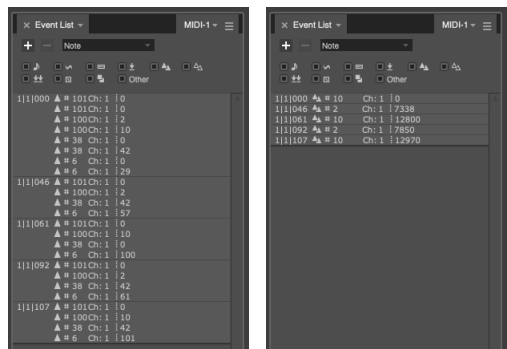 × Event List
MIDI-1
+ − Note
Other
1|1|000 # 101 Ch: 1 0
# 101 Ch: 1 0
# 100 Ch: 1 2
# 100 Ch: 1 10
# 38 Ch: 1 0
# 38 Ch: 1 42
# 6 Ch: 1 0
# 6 Ch: 1 29
1|1|046 # 101 Ch: 1 0
# 100 Ch: 1 2
# 38 Ch: 1 42
# 6 Ch: 1 57
1|1|061 # 101 Ch: 1 0
# 100 Ch: 1 10
# 38 Ch: 1 0
# 6 Ch: 1 100
1|1|092 # 101 Ch: 1 0
# 100 Ch: 1 2
# 38 Ch: 1 42
# 6 Ch: 1 61
1|1|107 # 101 Ch: 1 0
# 100 Ch: 1 10
# 38 Ch: 1 42
# 6 Ch: 1 101
× Event List
MIDI-1
+ − Note
Other
1|1|000 # 10 Ch: 1 0
1|1|046 # 2 Ch: 1 7338
1|1|061 # 10 Ch: 1 12800
1|1|092 # 2 Ch: 1 7850
1|1|107 # 10 Ch: 1 12970